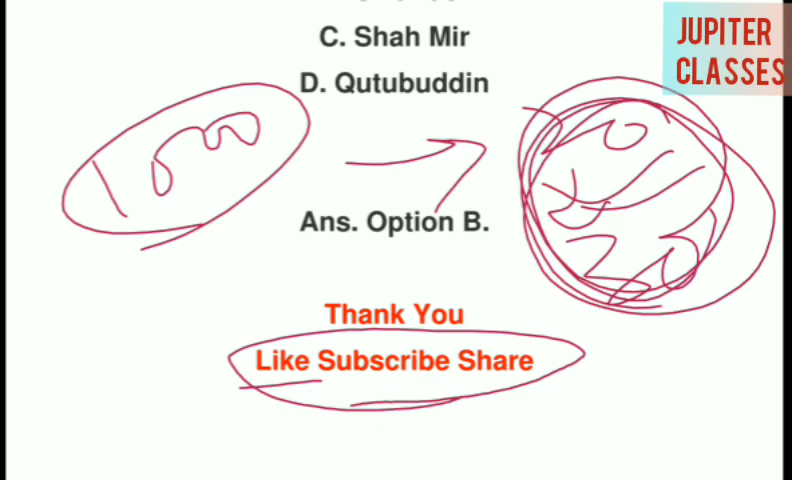 JUPITER
CLASSES
C. Shah Mir
D. Qutubuddin
Ans. Option B.
Thank You
Like Subscribe Share